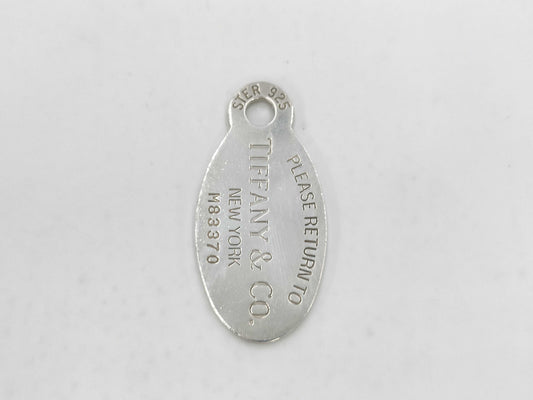 STER 925
PLEASE RETURN TO
TIFFANY & CO.
NEW YORK
M83370